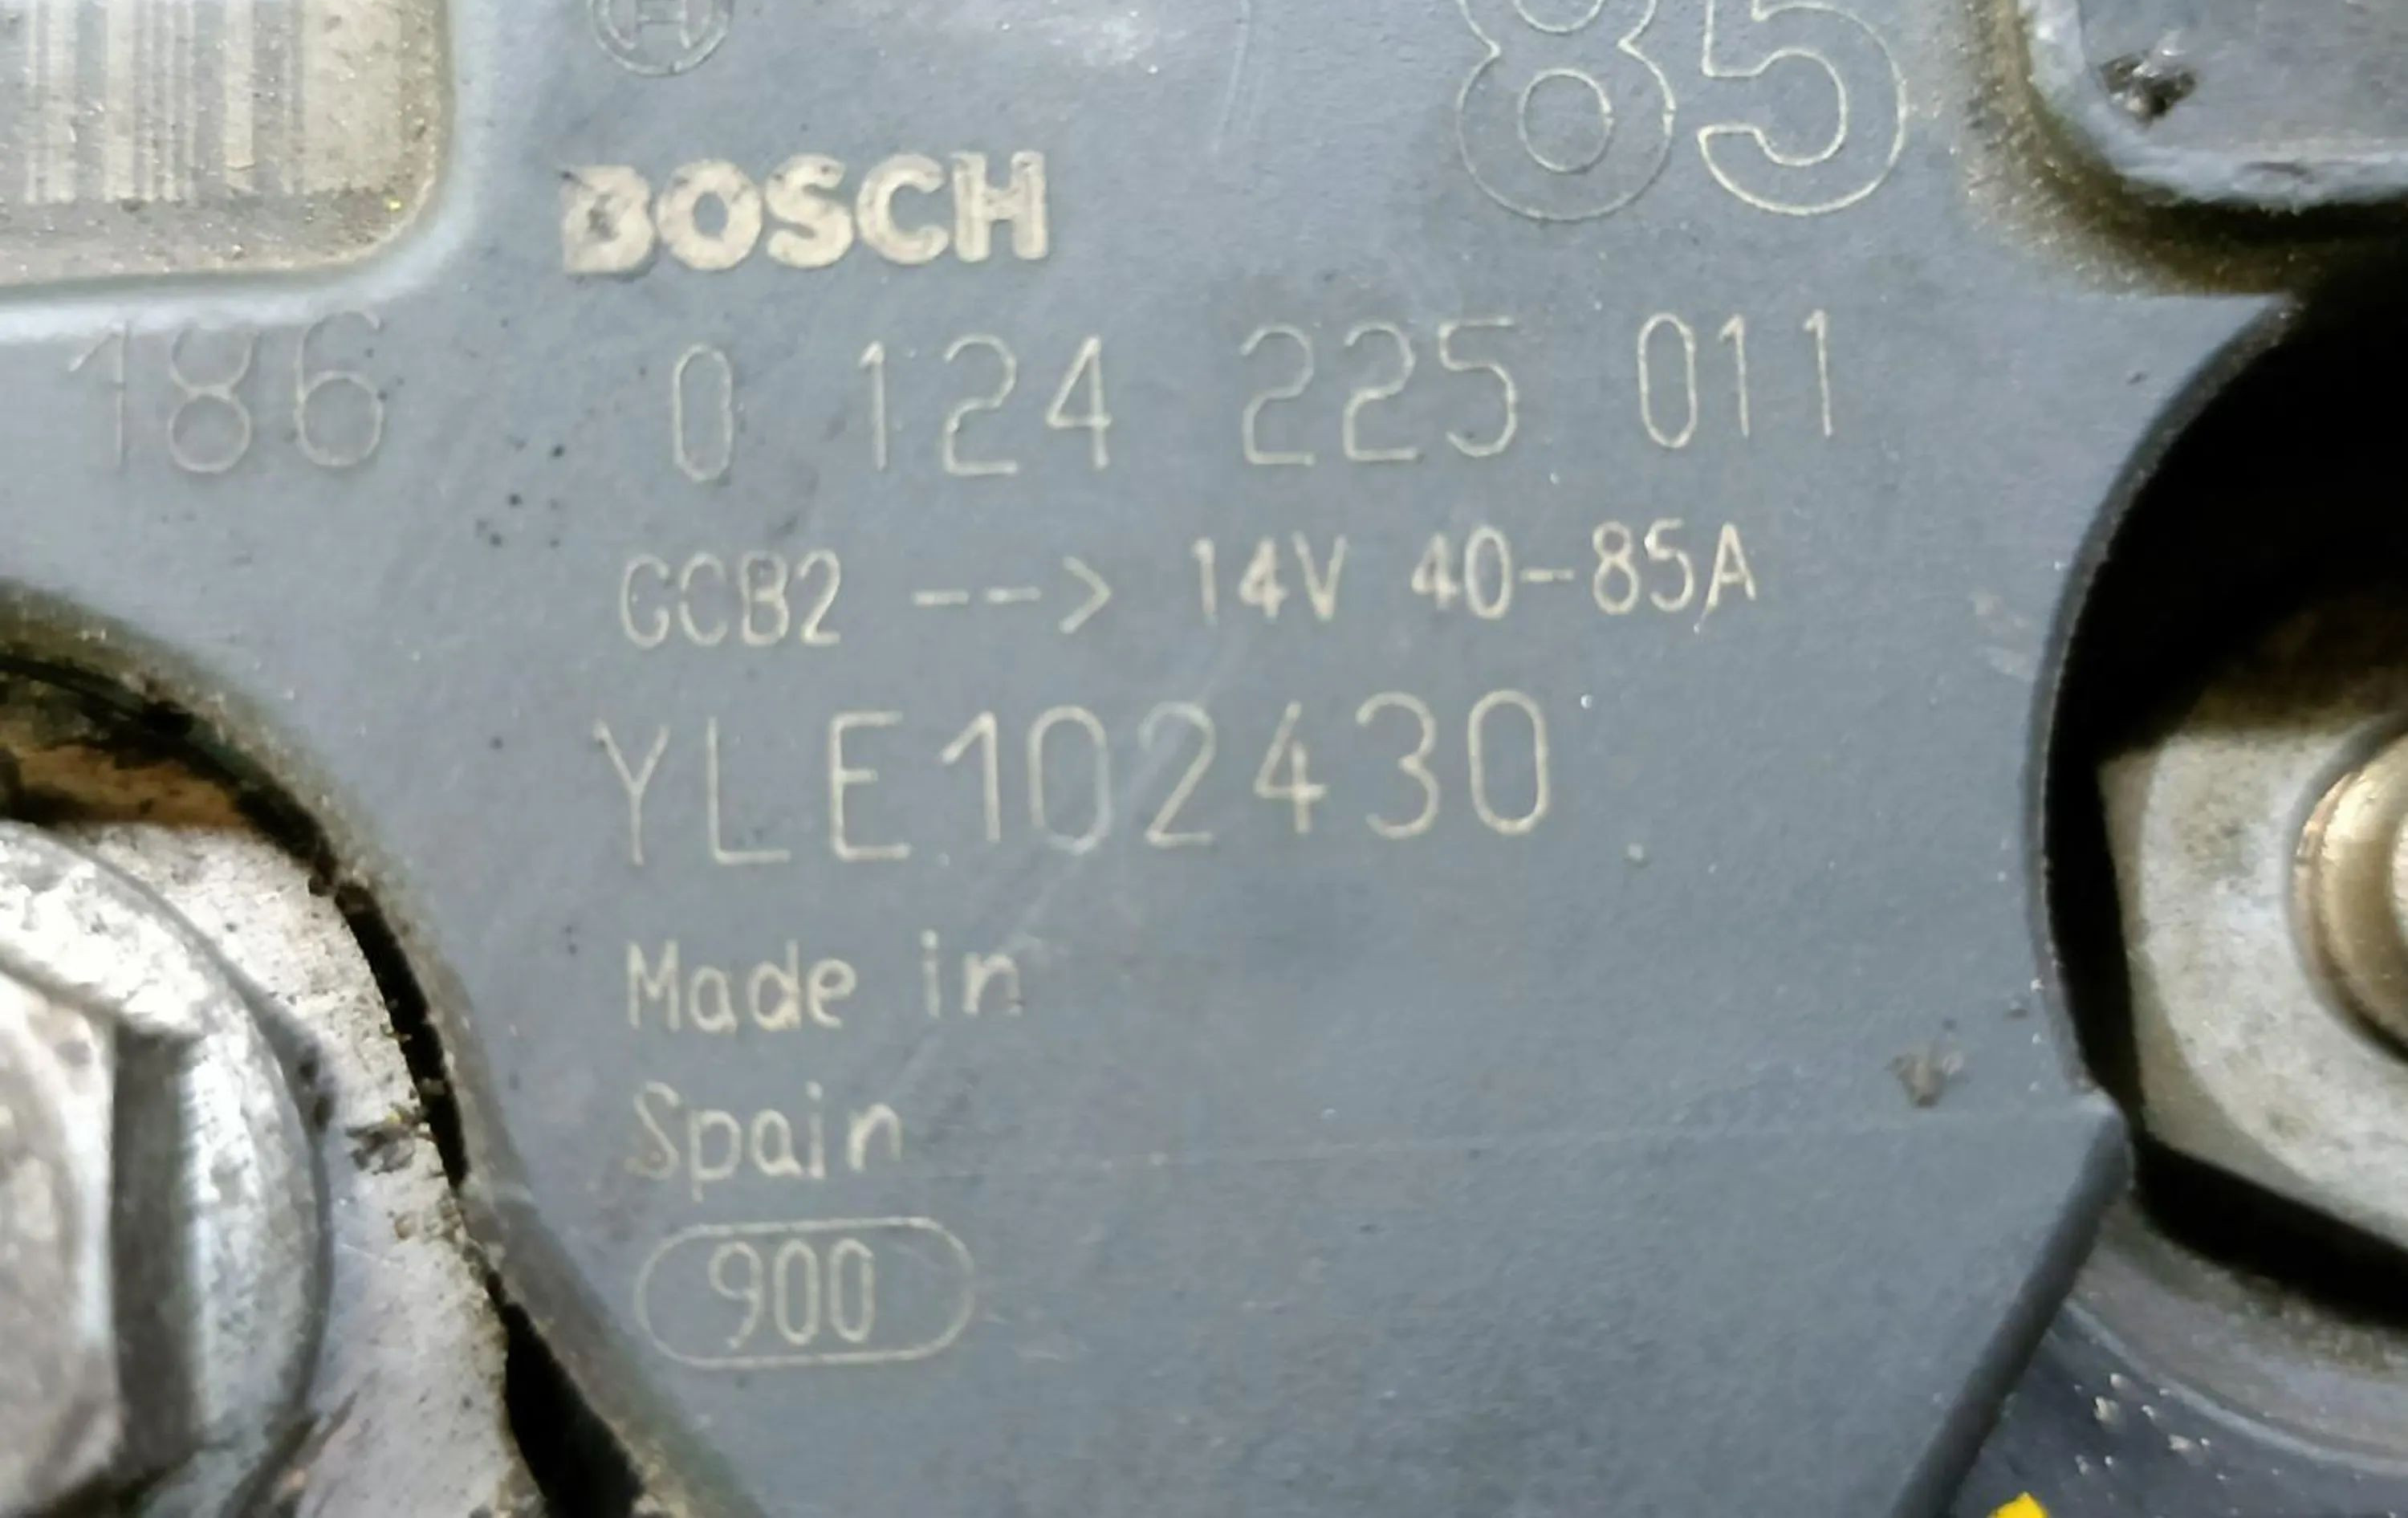 85
BOSCH
186
0 124 225 011
GCB2 --> 14V 40-85A
YLE102430
Made in
Spain
900